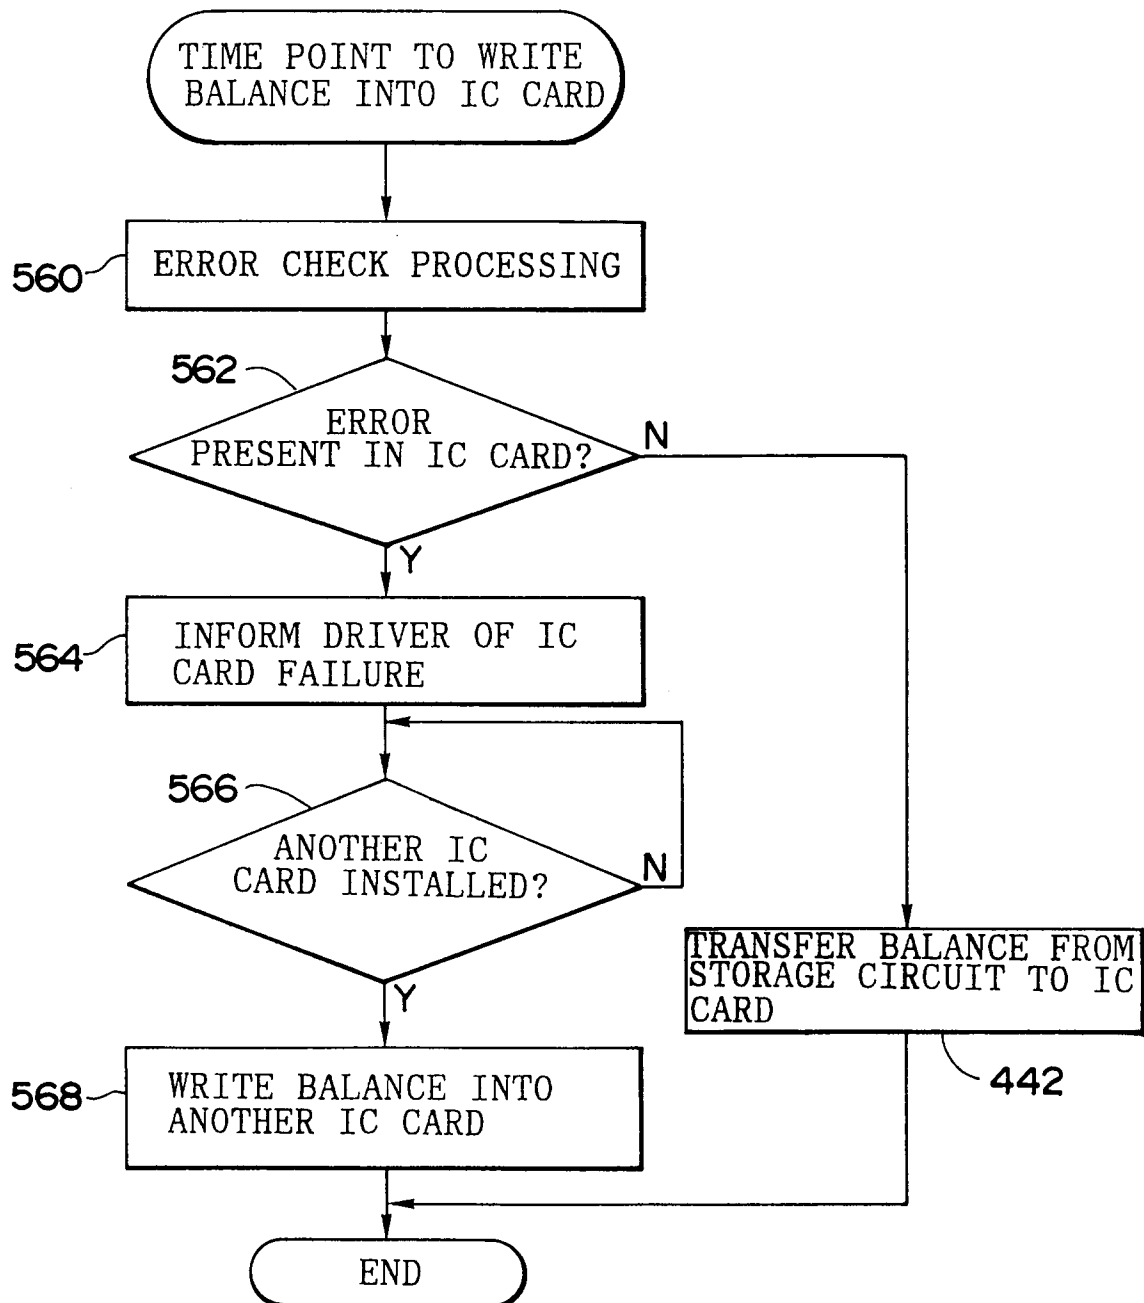 TIME POINT TO WRITE
BALANCE INTO IC CARD
560
ERROR CHECK PROCESSING
562
ERROR
PRESENT IN IC CARD?
N
Y
564
INFORM DRIVER OF IC
CARD FAILURE
566
ANOTHER IC
CARD INSTALLED?
N
Y
TRANSFER BALANCE FROM
STORAGE CIRCUIT TO IC
CARD
442
568
WRITE BALANCE INTO
ANOTHER IC CARD
END